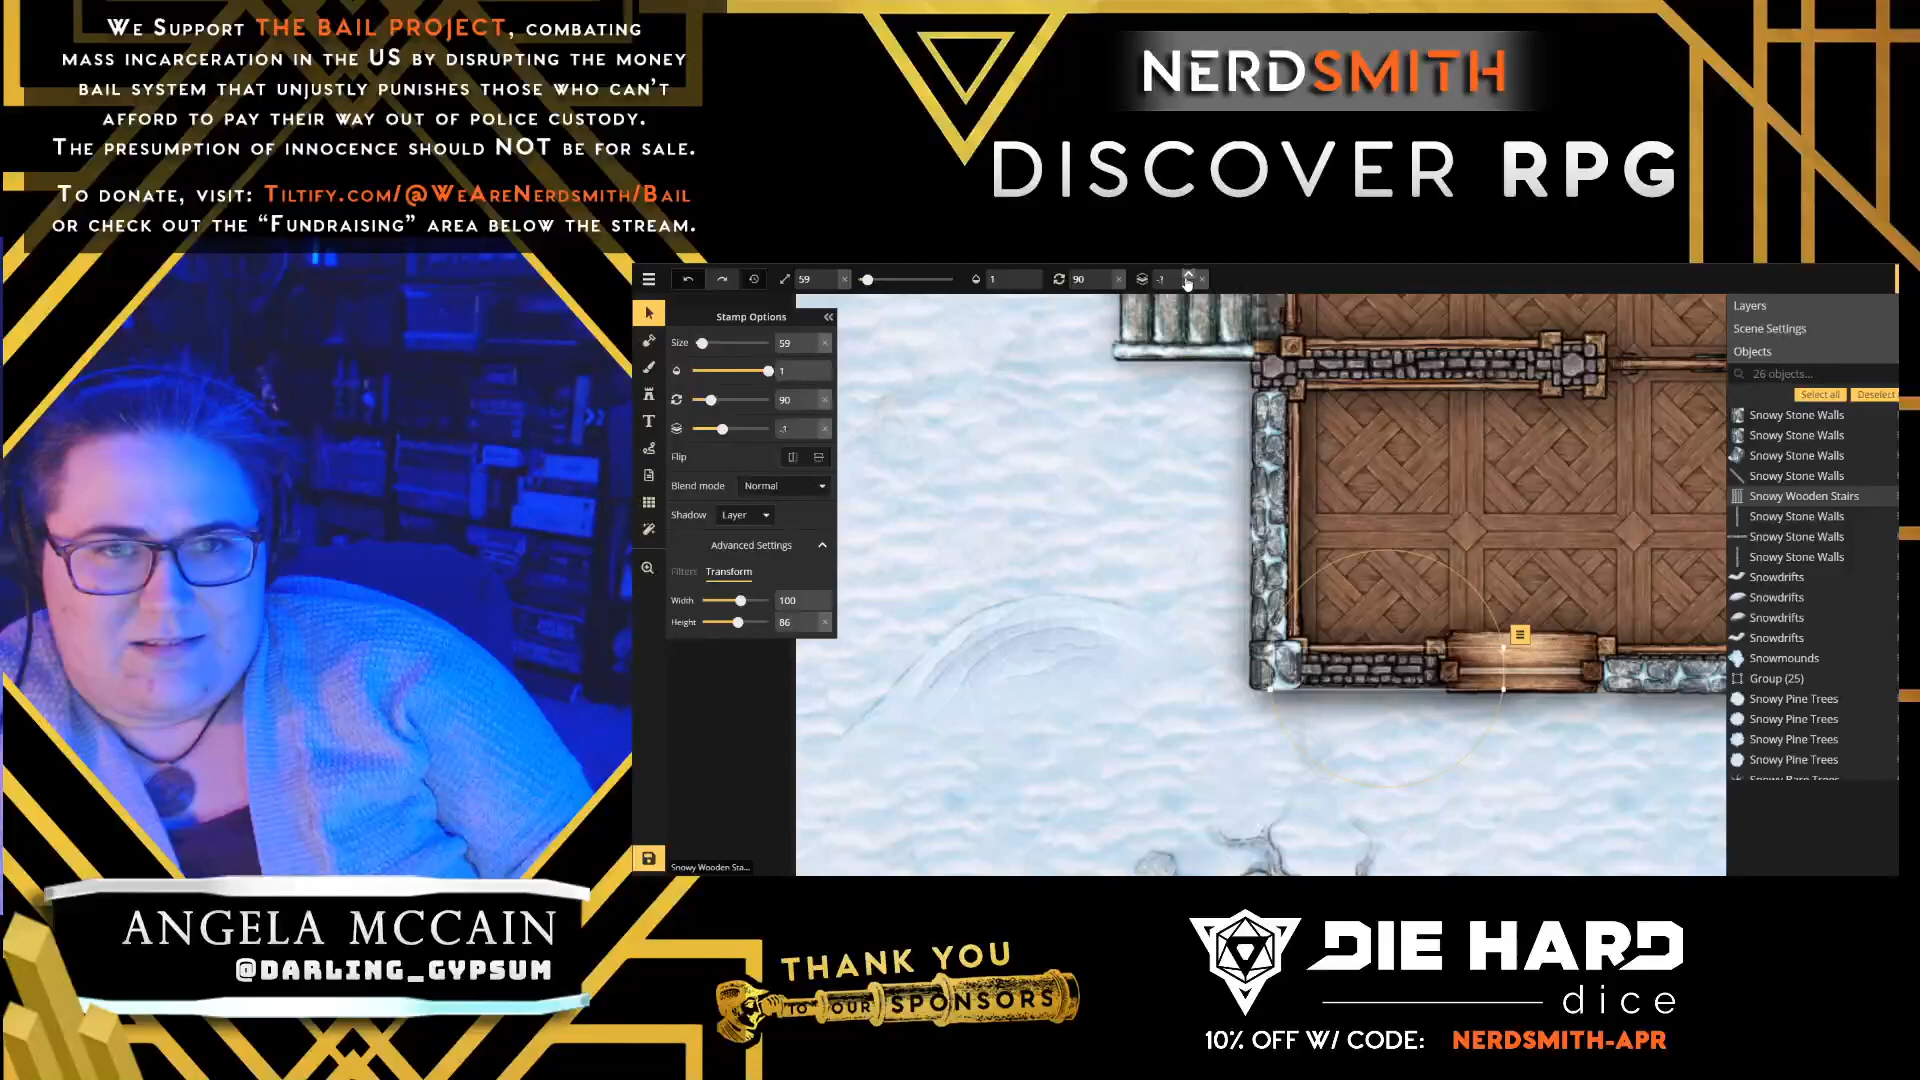 WE SUPPORT THE BAIL PROJECT, COMBATING
MASS INCARCERATION IN THE US BY DISRUPTING THE MONEY
BAIL SYSTEM THAT UNJUSTLY PUNISHES THOSE WHO CAN'T
AFFORD TO PAY THEIR WAY OUT OF POLICE CUSTODY.
THE PRESUMPTION OF INNOCENCE SHOULD NOT BE FOR SALE.
TO DONATE, VISIT: TILTIFY.COM/@WEARENERDSMITH/BAIL
OR CHECK OUT THE “FUNDRAISING” AREA BELOW THE STREAM.
NERDSMITH
DISCOVER RPG
59
1
90
-1
Stamp Options
Size 59
1
90
-1
Flip
Blend mode Normal
Shadow Layer
Advanced Settings
Filters Transform
Width 100
Height 86
Snowy Wooden Sta...
Layers
Scene Settings
Objects
26 objects...
Select all Deselect
Snowy Stone Walls
Snowy Stone Walls
Snowy Stone Walls
Snowy Stone Walls
Snowy Wooden Stairs
Snowy Stone Walls
Snowy Stone Walls
Snowy Stone Walls
Snowdrifts
Snowdrifts
Snowdrifts
Snowdrifts
Snowmounds
Group (25)
Snowy Pine Trees
Snowy Pine Trees
Snowy Pine Trees
Snowy Pine Trees
Snowy Bare Trees
ANGELA MCCAIN
@DARLING_GYPSUM
THANK YOU
TO OUR SPONSORS
DIE HARD
dice
10% OFF W/ CODE: NERDSMITH-APR